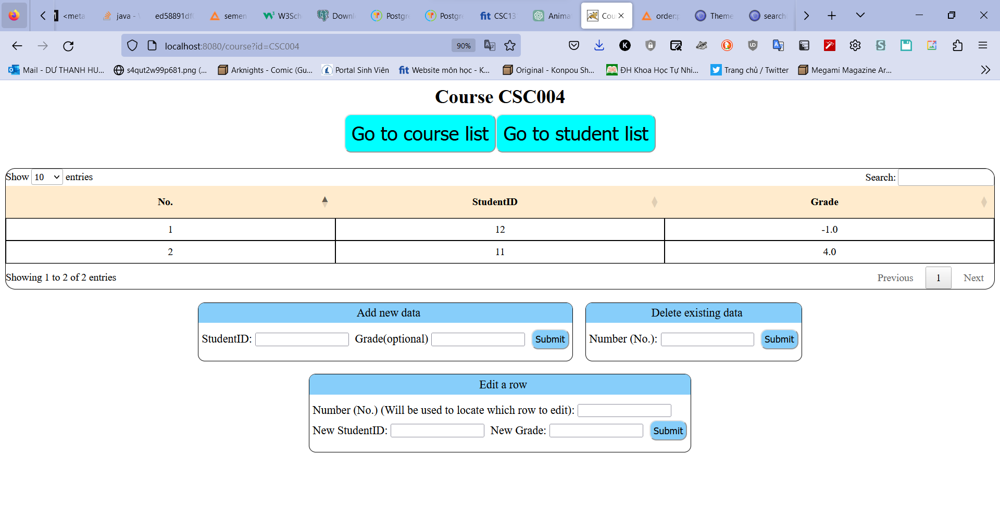 <meta
java -
ed58891df
semen
W3Sch
Downl
Postgr
Postgre
fit CSC13
Anima
Cou
order:p
Theme
search
localhost:8080/course?id=CSC004
90%
Mail - DƯ THANH HU...
s4qut2w99p681.png (...
Arknights - Comic (Gu...
Portal Sinh Viên
fit Website môn học - K...
Original - Konpou Sh...
ĐH Khoa Học Tự Nhi...
Trang chủ / Twitter
Megami Magazine Ar...
Course CSC004
Go to course list
Go to student list
Show 10 entries
Search:
No. StudentID Grade
1 12 -1.0
2 11 4.0
Showing 1 to 2 of 2 entries
Previous 1 Next
Add new data
StudentID: Grade(optional) Submit
Delete existing data
Number (No.): Submit
Edit a row
Number (No.) (Will be used to locate which row to edit):
New StudentID: New Grade: Submit